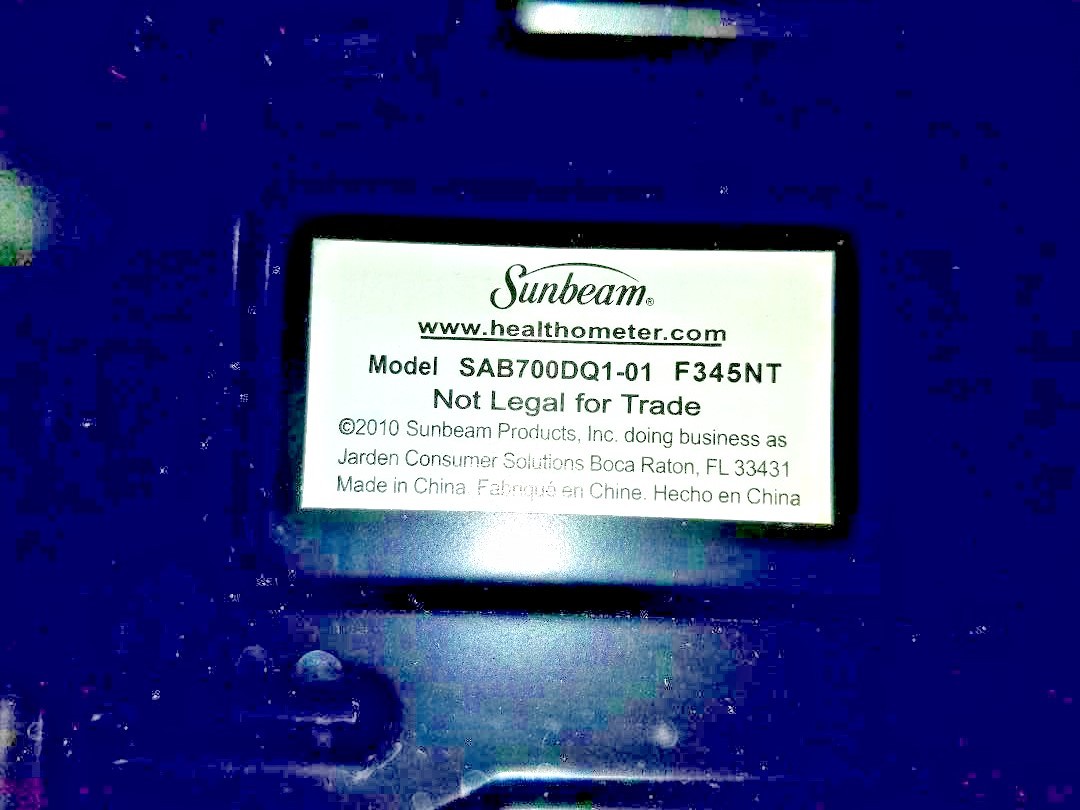 Sunbeam®
www.healthometer.com
Model SAB700DQ1-01 F345NT
Not Legal for Trade
©2010 Sunbeam Products, Inc. doing business as
Jarden Consumer Solutions Boca Raton, FL 33431
Made in China. Fabriqué en Chine. Hecho en China